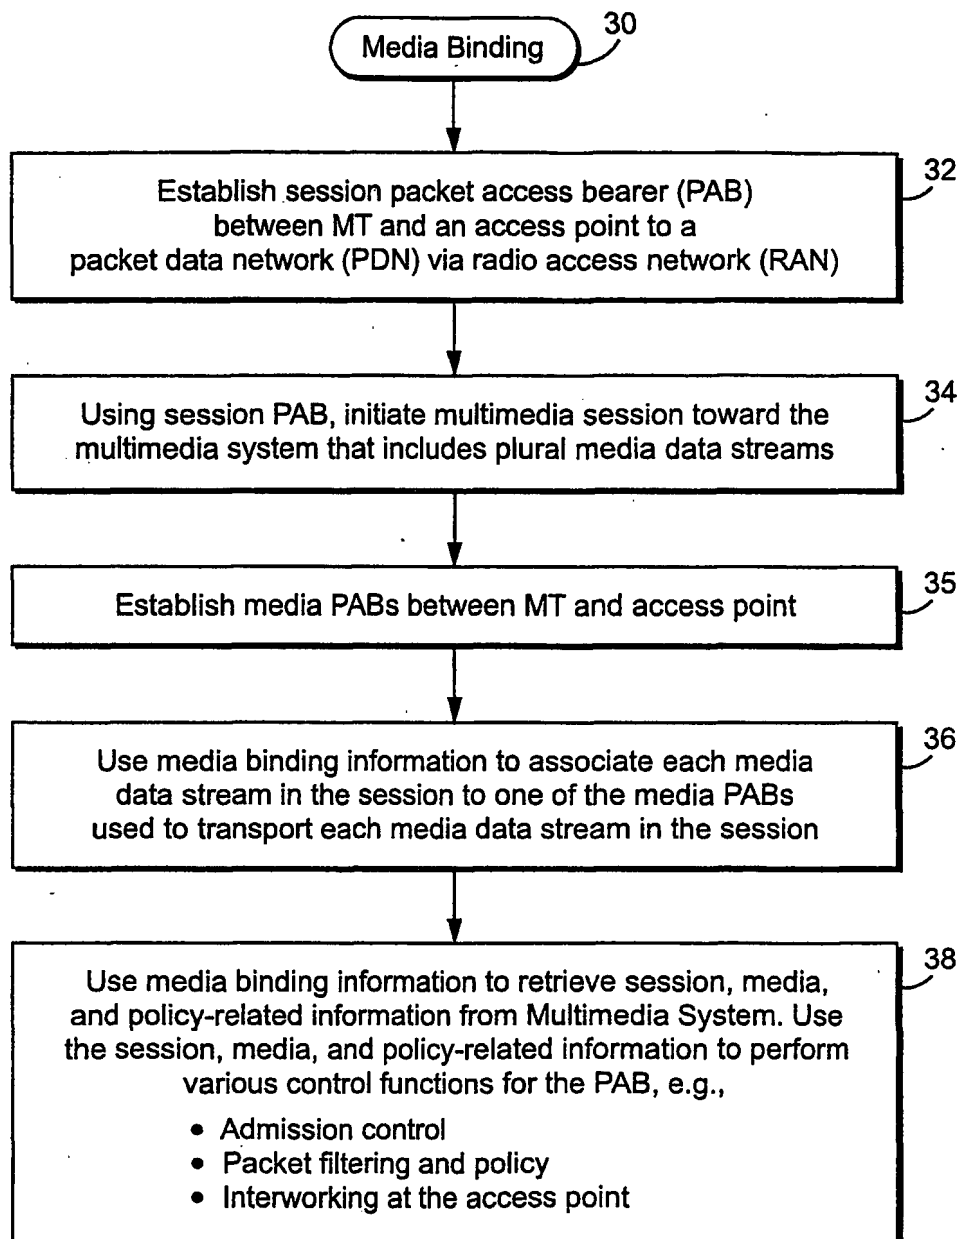 Media Binding
30
Establish session packet access bearer (PAB)
between MT and an access point to a
packet data network (PDN) via radio access network (RAN)
32
Using session PAB, initiate multimedia session toward the
multimedia system that includes plural media data streams
34
Establish media PABs between MT and access point
35
Use media binding information to associate each media
data stream in the session to one of the media PABs
used to transport each media data stream in the session
36
Use media binding information to retrieve session, media,
and policy-related information from Multimedia System. Use
the session, media, and policy-related information to perform
various control functions for the PAB, e.g.,
• Admission control
• Packet filtering and policy
• Interworking at the access point
38